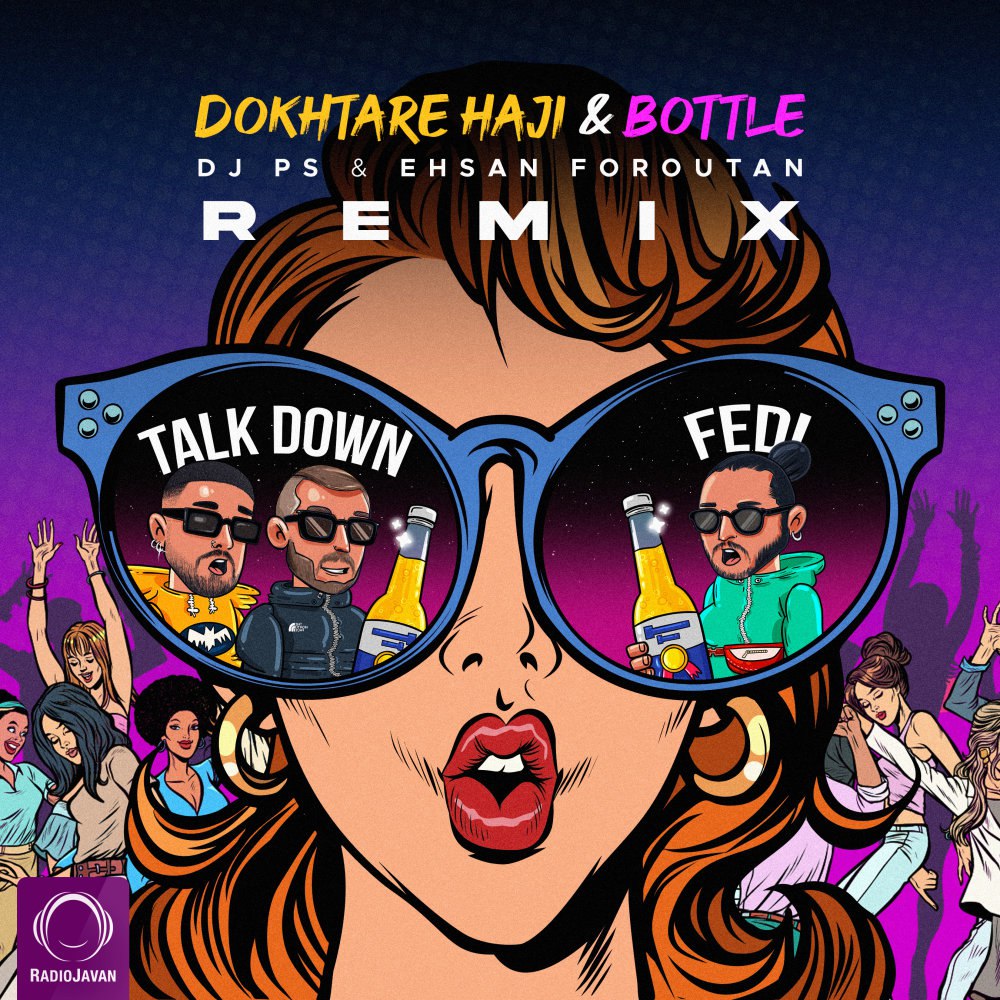 DOKHTARE HAJI & BOTTLE
DJ PS & EHSAN FOROUTAN
REMIX
TALK DOWN
FEDI
RADIOJAVAN